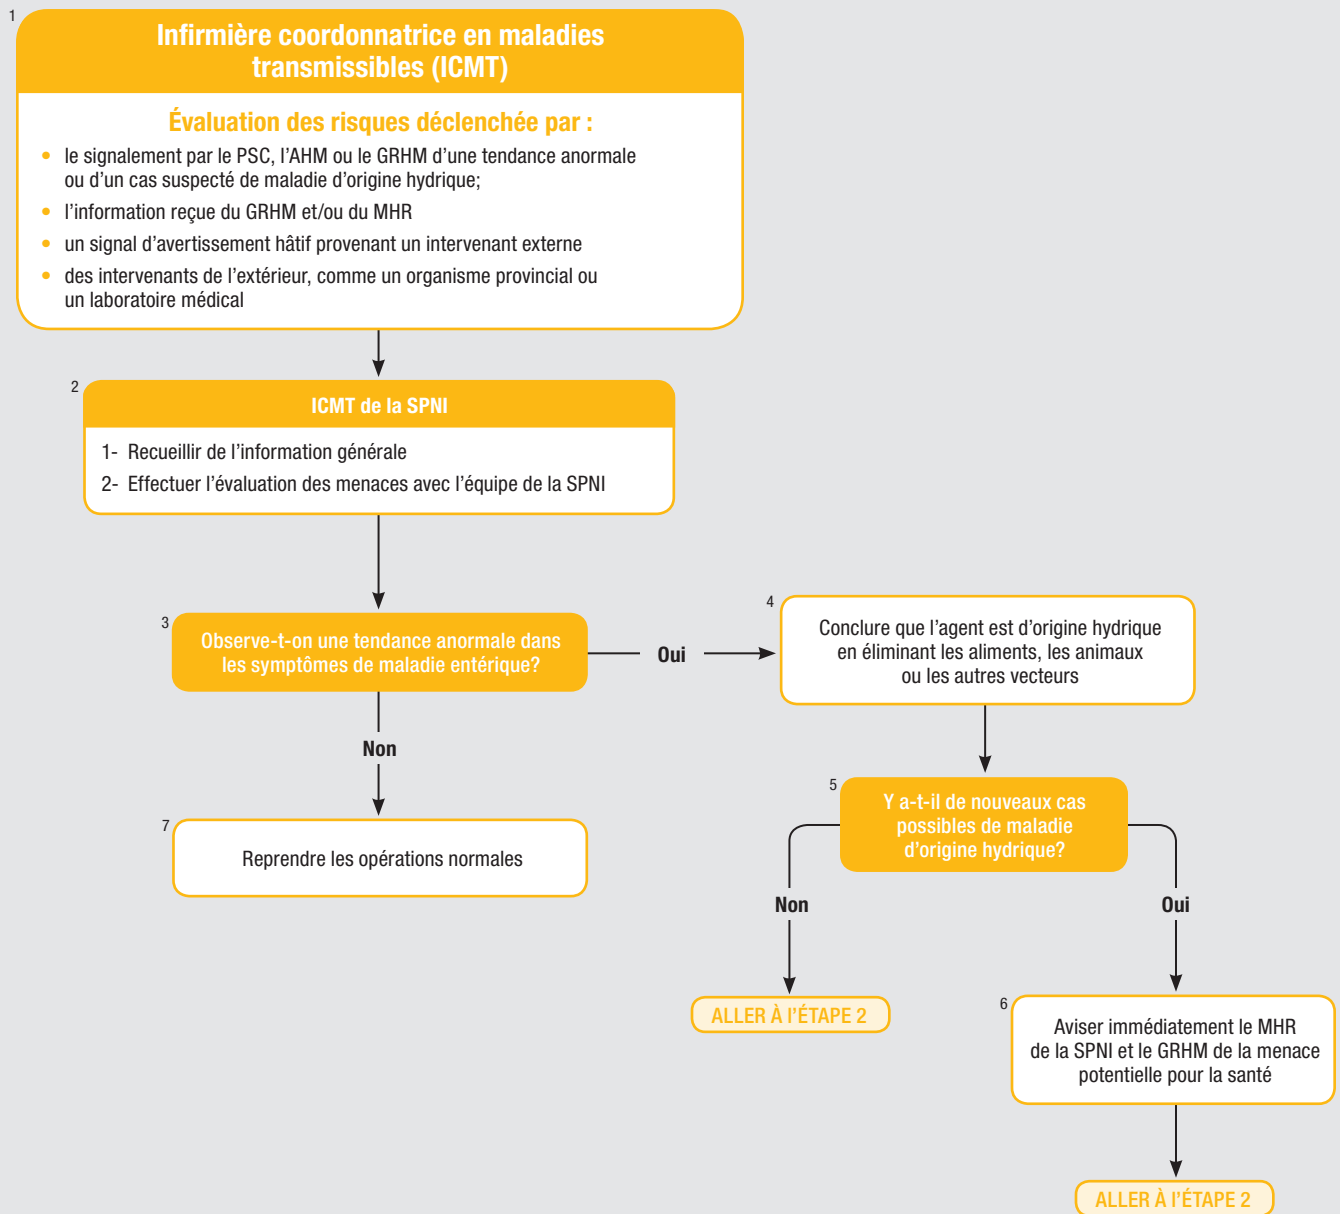 1
Infirmière coordonnatrice en maladies
transmissibles (ICMT)
Évaluation des risques déclenchée par :
• le signalement par le PSC, l'AHM ou le GRHM d'une tendance anormale
ou d'un cas suspecté de maladie d'origine hydrique;
• l'information reçue du GRHM et/ou du MHR
• un signal d'avertissement hâtif provenant un intervenant externe
• des intervenants de l'extérieur, comme un organisme provincial ou
un laboratoire médical
2
ICMT de la SPNI
1- Recueillir de l'information générale
2- Effectuer l'évaluation des menaces avec l'équipe de la SPNI
3
Observe-t-on une tendance anormale dans
les symptômes de maladie entérique?
Oui
4
Conclure que l'agent est d'origine hydrique
en éliminant les aliments, les animaux
ou les autres vecteurs
Non
5
Y a-t-il de nouveaux cas
possibles de maladie
d'origine hydrique?
7
Reprendre les opérations normales
Non
Oui
ALLER À l'ÉTAPE 2
6
Aviser immédiatement le MHR
de la SPNI et le GRHM de la menace
potentielle pour la santé
ALLER À l'ÉTAPE 2